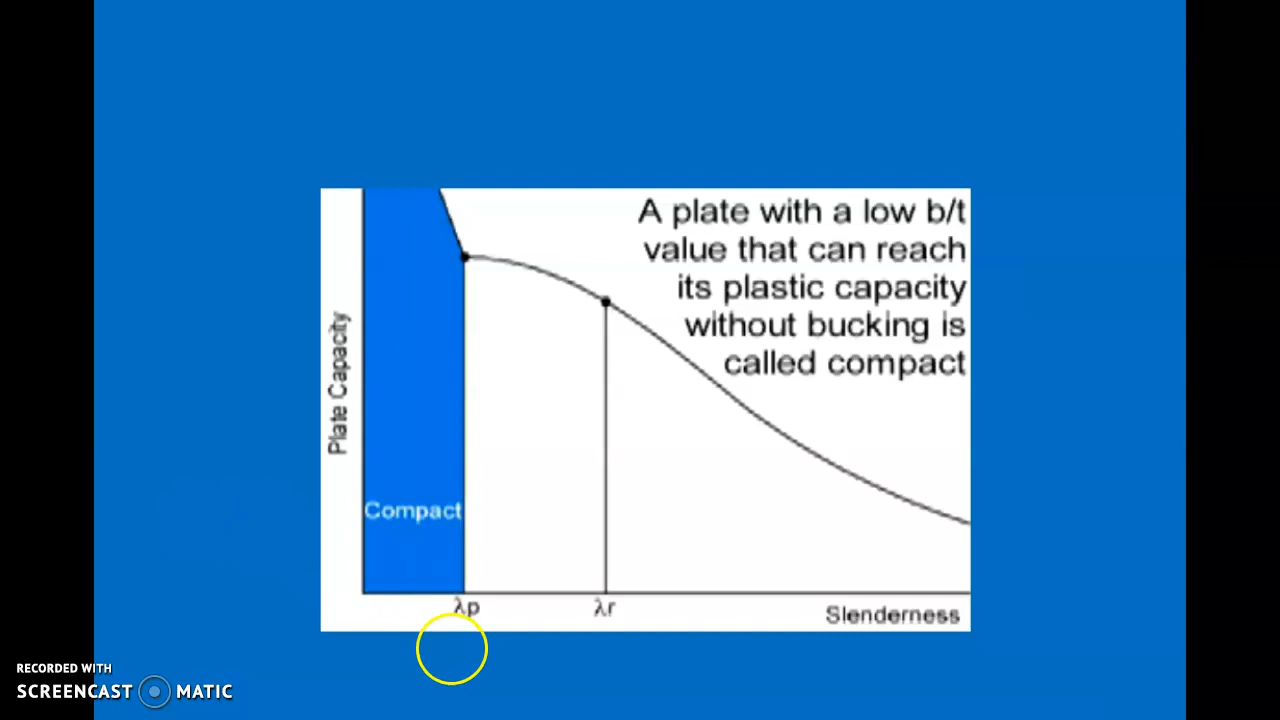 A plate with a low b/t
value that can reach
its plastic capacity
without bucking is
called compact
Plate Capacity
Compact
λp
λr
Slenderness
RECORDED WITH
SCREENCAST MATIC